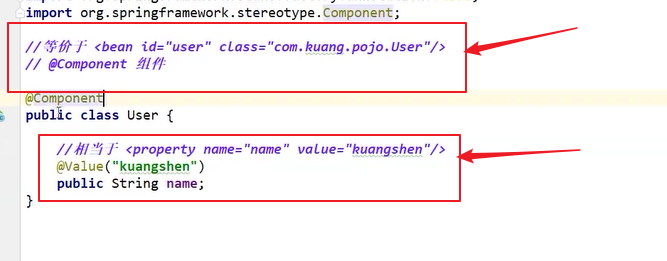 import org.springframework.stereotype.Component;
//等价于 <bean id="user" class="com.kuang.pojo.User"/>
// @Component 组件
@Component
public class User {
//相当于 <property name="name" value="kuangshen"/>
@Value("kuangshen")
public String name;
}